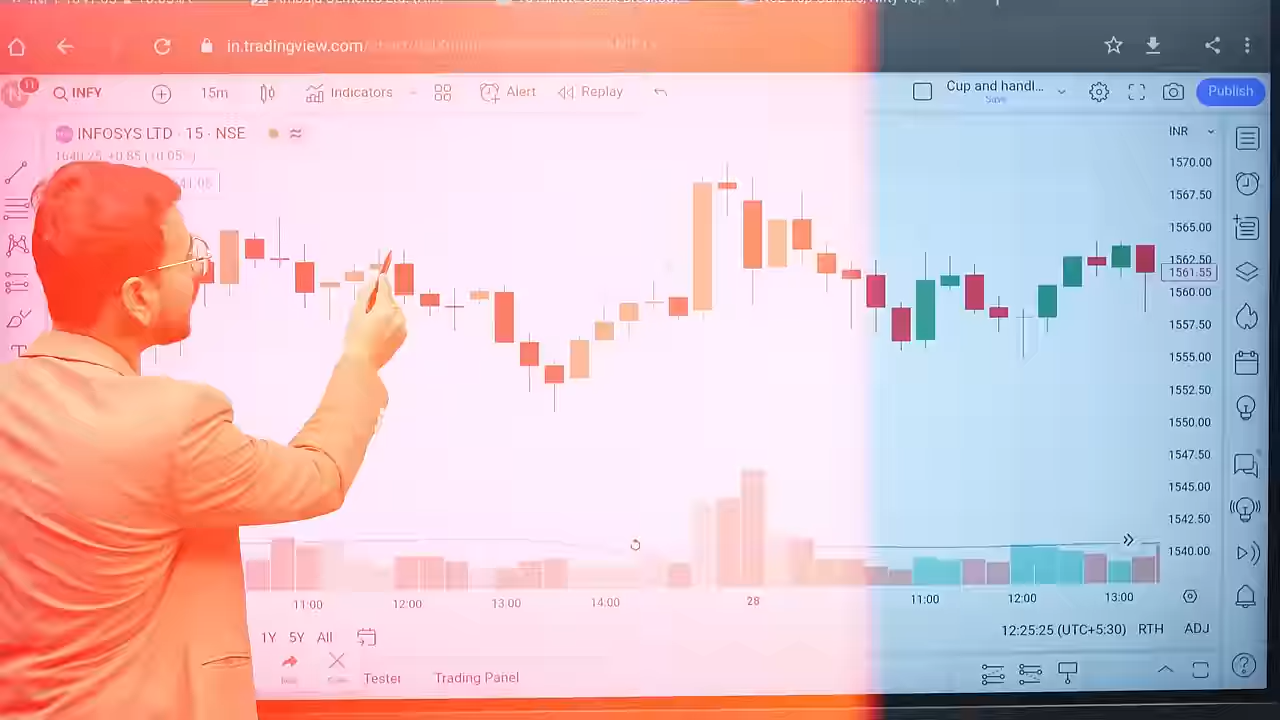 in.tradingview.com
11
INFY
15m
Indicators
Alert
Replay
Cup and handl...
Save
Publish
INFOSYS LTD · 15 · NSE
INR
1570.00
1567.50
1565.00
1562.50
1561.55
1560.00
1557.50
1555.00
1552.50
1550.00
1547.50
1545.00
1542.50
1540.00
11:00 12:00 13:00 14:00 28 11:00 12:00 13:00
1Y 5Y All
12:25:25 (UTC+5:30) RTH ADJ
Tester Trading Panel